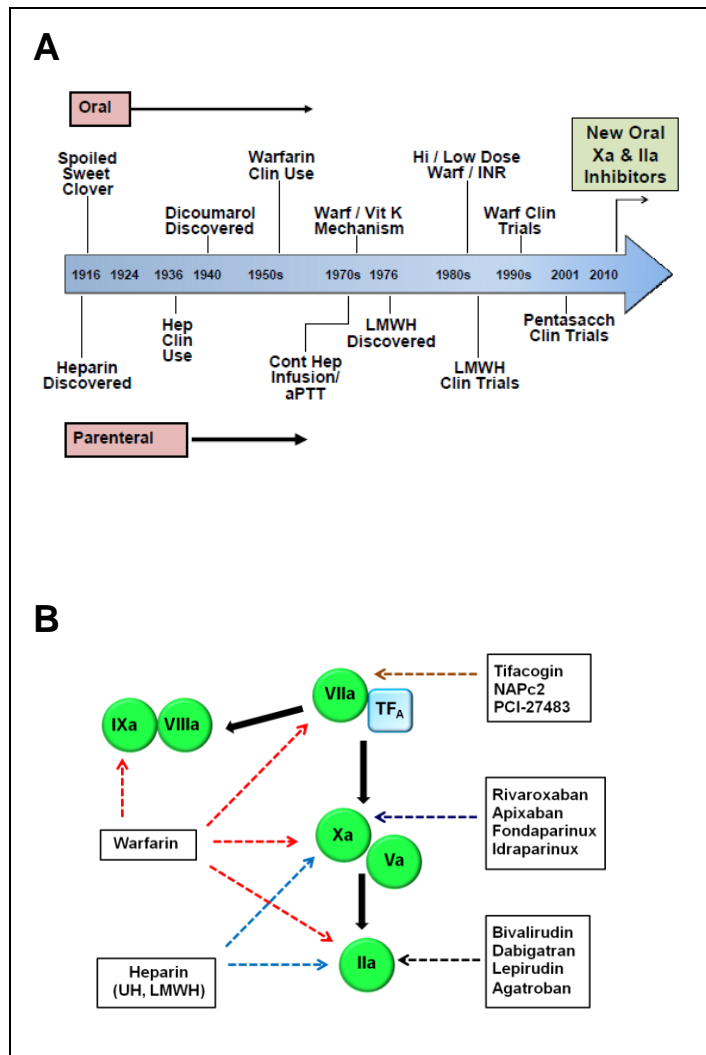 A
Oral
Spoiled
Sweet
Clover
Dicoumarol
Discovered
Warfarin
Clin Use
Warf / Vit K
Mechanism
Hi / Low Dose
Warf / INR
Warf Clin
Trials
New Oral
Xa & IIa
Inhibitors
1916 1924 1936 1940 1950s 1970s 1976 1980s 1990s 2001 2010
Heparin
Discovered
Hep
Clin
Use
Cont Hep
Infusion/
aPTT
LMWH
Discovered
LMWH
Clin Trials
Pentasacch
Clin Trials
Parenteral
B
VIIa
TFA
Tifacogin
NAPc2
PCI-27483
IXa VIIIa
Warfarin
Xa
Va
Rivaroxaban
Apixaban
Fondaparinux
Idraparinux
Heparin
(UH, LMWH)
IIa
Bivalirudin
Dabigatran
Lepirudin
Agatroban